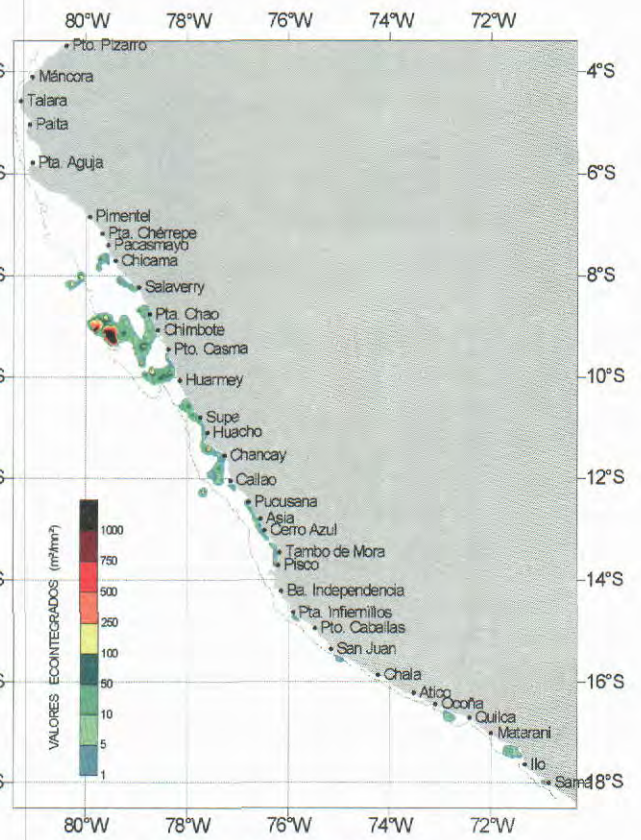 80°W 78°W 76°W 74°W 72°W
Pto. Pizarro
4°S
Máncora
Talara
Paita
Pta. Aguja
6°S
Pimentel
Pta. Chérrepe
Pacasmayo
Chicama
8°S
Salaverry
Pta. Chao
Chimbote
Pto. Casma
Huarmey
10°S
Supe
Huacho
Chancay
Callao
12°S
Pucusana
Asia
Cerro Azul
Tambo de Mora
Pisco
14°S
Ba. Independencia
Pta. Infiernillos
Pto. Caballas
San Juan
Chala
16°S
Atico
Ocoña
Quilca
Matarani
Ilo
Sama
18°S
VALORES ECOINTEGRADOS (m²/mn²)
1000
750
500
250
100
50
10
5
1
80°W 78°W 76°W 74°W 72°W